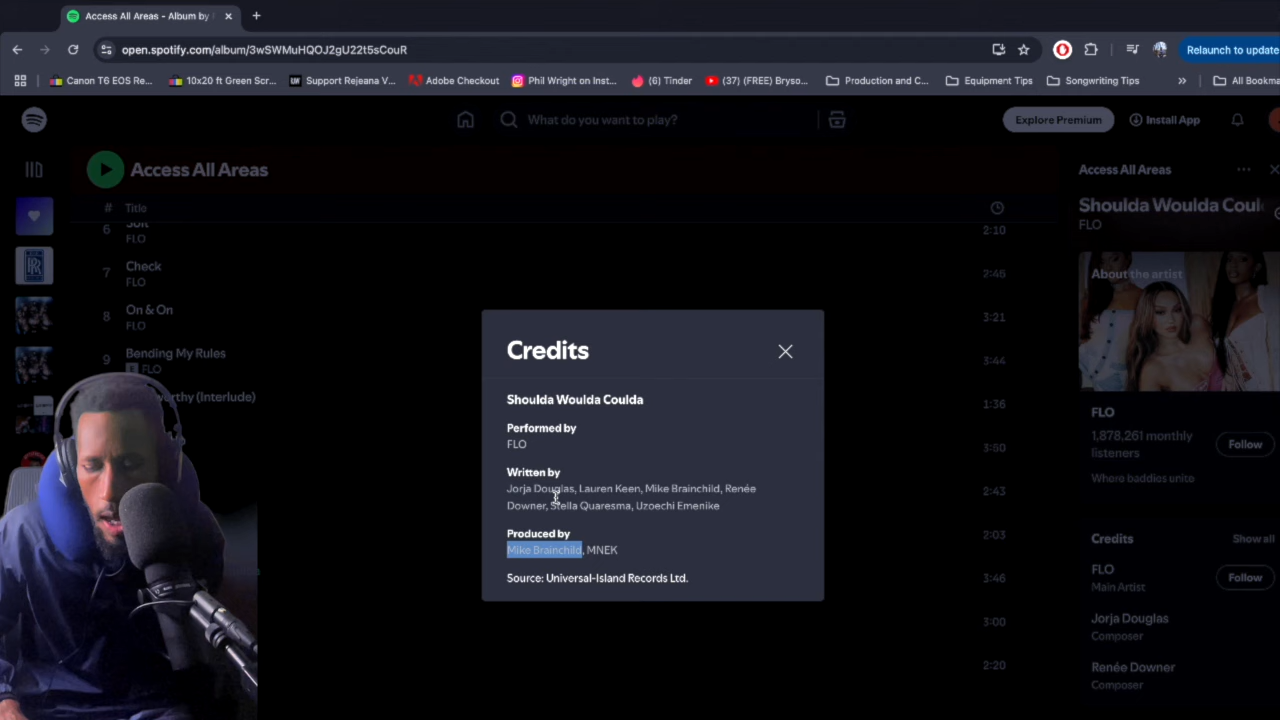 Access All Areas - Album by
open.spotify.com/album/3wSWMuHQOJ2gU22t5sCouR
Relaunch to update
Canon T6 EOS Re... 10x20 ft Green Scr... Support Rejeana V... Adobe Checkout Phil Wright on Inst... (6) Tinder (37) (FREE) Bryso... Production and C... Equipment Tips Songwriting Tips » All Bookma
What do you want to play?
Explore Premium
Install App
Access All Areas
# Title
6 Soft 2:10
FLO
7 Check 2:45
FLO
8 On & On 3:21
FLO
9 Bending My Rules 3:44
E FLO
(Interlude) 1:36
3:50
2:43
2:03
3:46
3:00
2:20
Credits
Shoulda Woulda Coulda
Performed by
FLO
Written by
Jorja Douglas, Lauren Keen, Mike Brainchild, Renée
Downer, Stella Quaresma, Uzoechi Emenike
Produced by
Mike Brainchild, MNEK
Source: Universal-Island Records Ltd.
Access All Areas
Shoulda Woulda Coul
FLO
About the artist
FLO
1,878,261 monthly
listeners
Follow
Where baddies unite
Credits
Show all
FLO
Main Artist
Follow
Jorja Douglas
Composer
Renée Downer
Composer